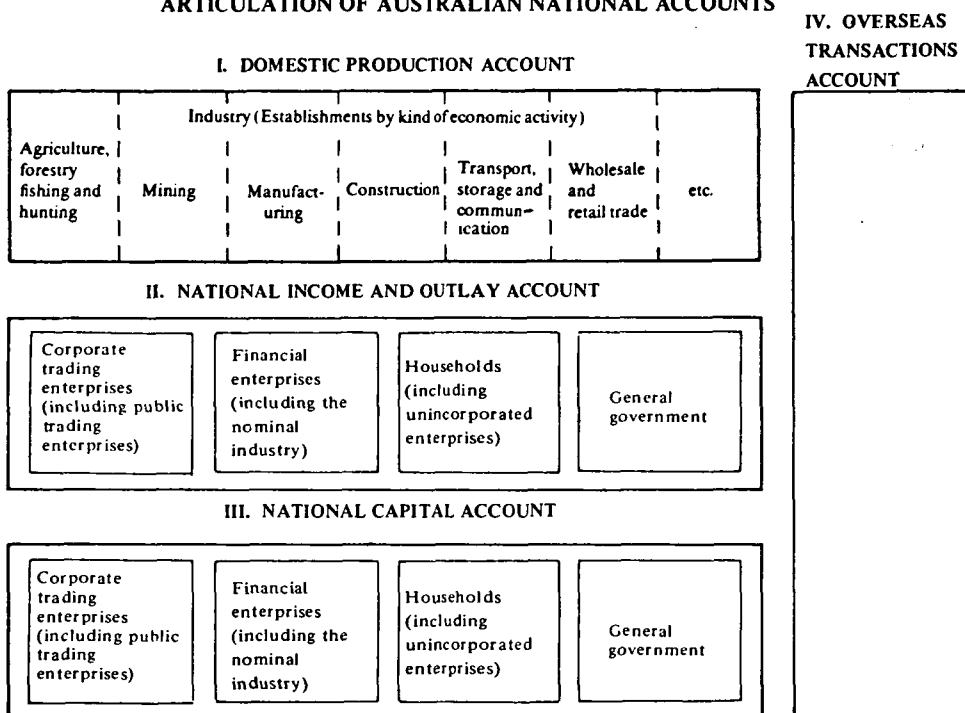 ARTICULATION OF AUSTRALIAN NATIONAL ACCOUNTS
IV. OVERSEAS
TRANSACTIONS
ACCOUNT
I. DOMESTIC PRODUCTION ACCOUNT
Industry (Establishments by kind of economic activity)
Agriculture,
forestry
fishing and
hunting
Mining
Manufact-
uring
Construction
Transport,
storage and
commun-
ication
Wholesale
and
retail trade
etc.
II. NATIONAL INCOME AND OUTLAY ACCOUNT
Corporate
trading
enterprises
(including public
trading
enterprises)
Financial
enterprises
(including the
nominal
industry)
Households
(including
unincorporated
enterprises)
General
government
III. NATIONAL CAPITAL ACCOUNT
Corporate
trading
enterprises
(including public
trading
enterprises)
Financial
enterprises
(including the
nominal
industry)
Households
(including
unincorporated
enterprises)
General
government